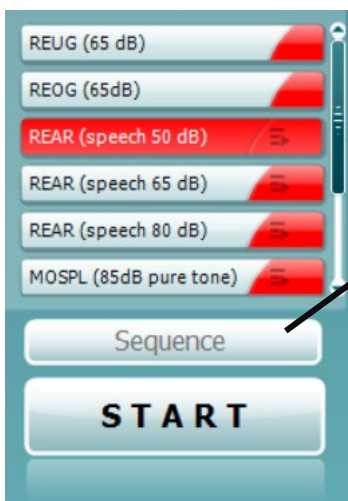 REUG (65 dB)
REOG (65dB)
REAR (speech 50 dB)
REAR (speech 65 dB)
REAR (speech 80 dB)
MOSPL (85dB pure tone)
Sequence
START